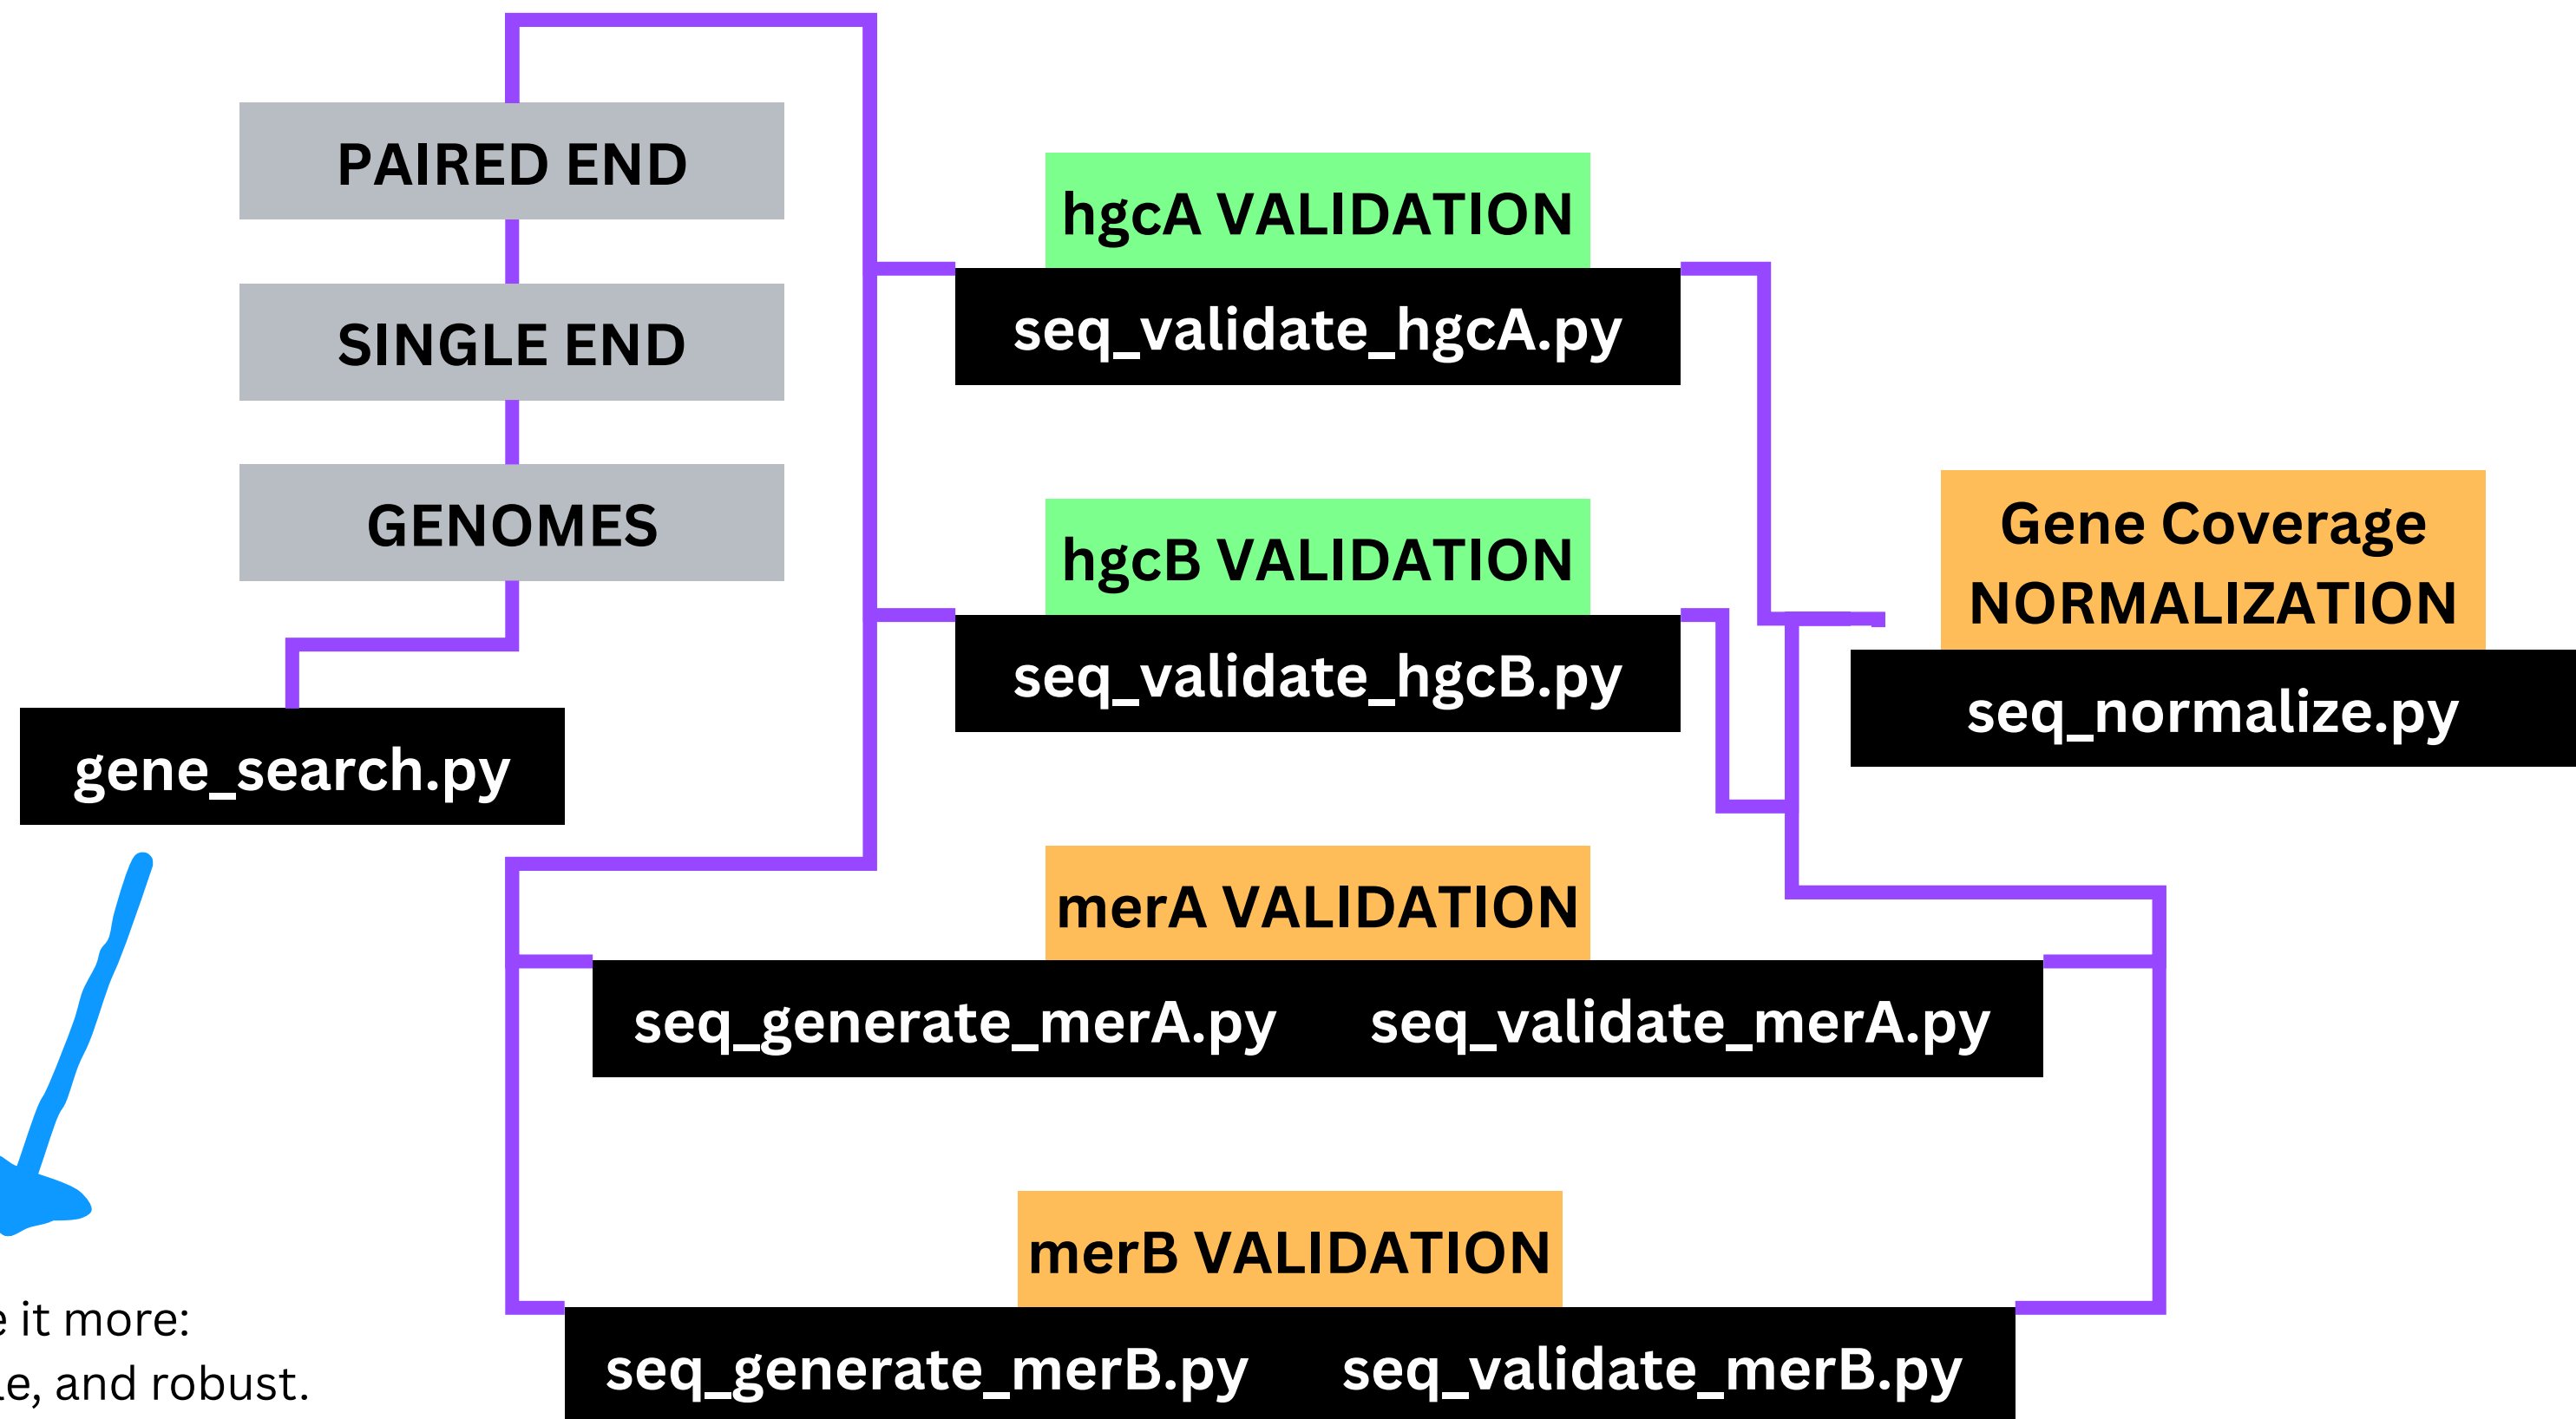 PAIRED END
SINGLE END
GENOMES
gene_search.py
hgcA VALIDATION
seq_validate_hgcA.py
hgcB VALIDATION
seq_validate_hgcB.py
Gene Coverage
NORMALIZATION
seq_normalize.py
merA VALIDATION
seq_generate_merA.py seq_validate_merA.py
merB VALIDATION
seq_generate_merB.py seq_validate_merB.py
it more:
and robust.